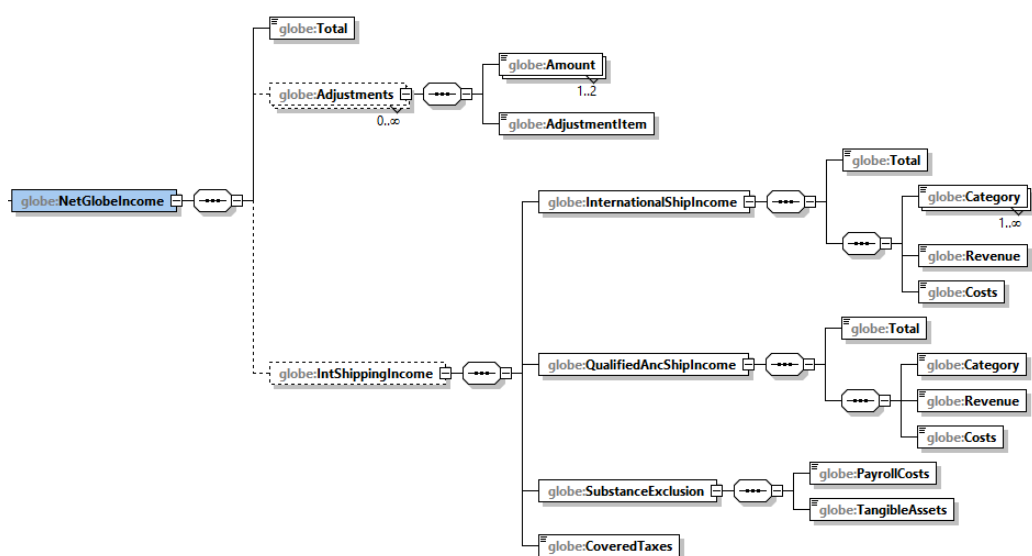 globe:Total
globe:Amount
1..2
globe:Adjustments
0..∞
globe:AdjustmentItem
globe:NetGlobeIncome
globe:InternationalShipIncome
globe:Total
globe:Category
1..∞
globe:Revenue
globe:Costs
globe:IntShippingIncome
globe:QualifiedAncShipIncome
globe:Total
globe:Category
globe:Revenue
globe:Costs
globe:SubstanceExclusion
globe:PayrollCosts
globe:TangibleAssets
globe:CoveredTaxes